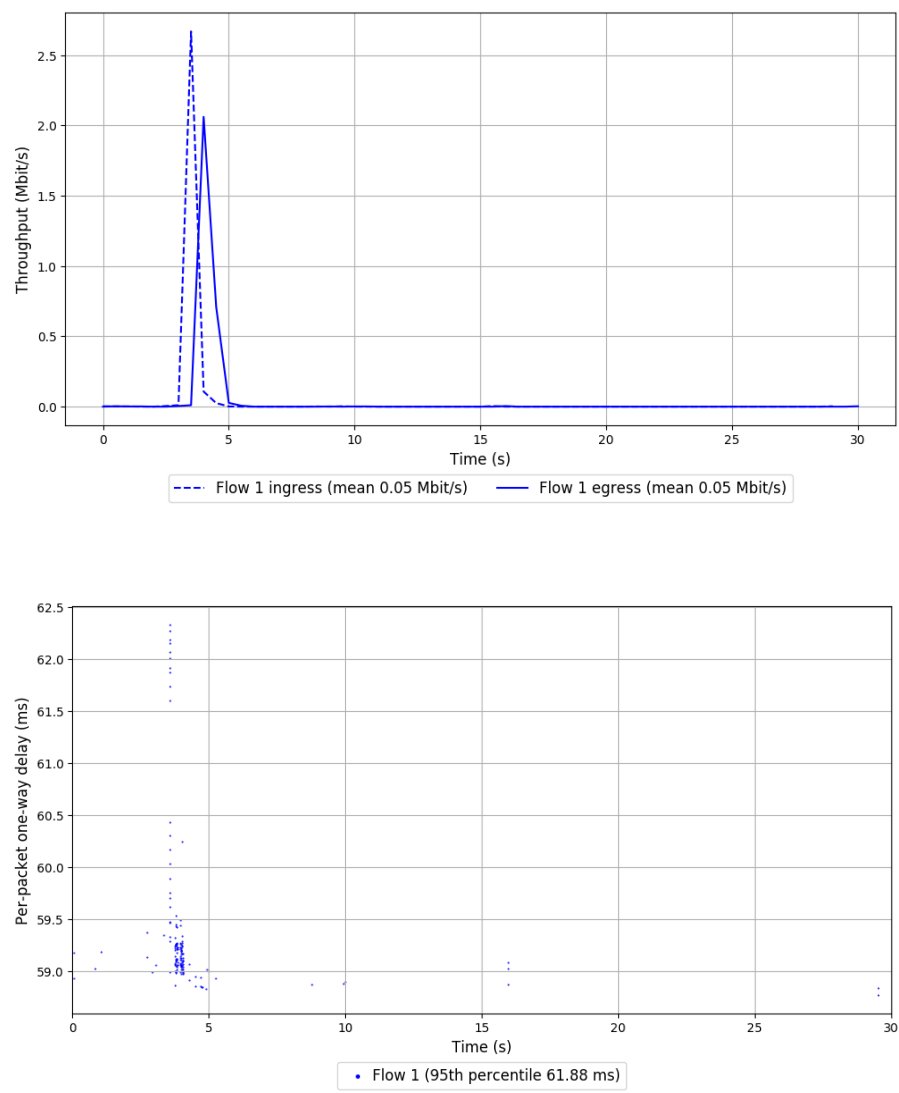 2.5
2.0
1.5
1.0
0.5
0.0
Throughput (Mbit/s)
0 5 10 15 20 25 30
Time (s)
Flow 1 ingress (mean 0.05 Mbit/s) Flow 1 egress (mean 0.05 Mbit/s)
62.5
62.0
61.5
61.0
60.5
60.0
59.5
59.0
Per-packet one-way delay (ms)
0 5 10 15 20 25 30
Time (s)
Flow 1 (95th percentile 61.88 ms)